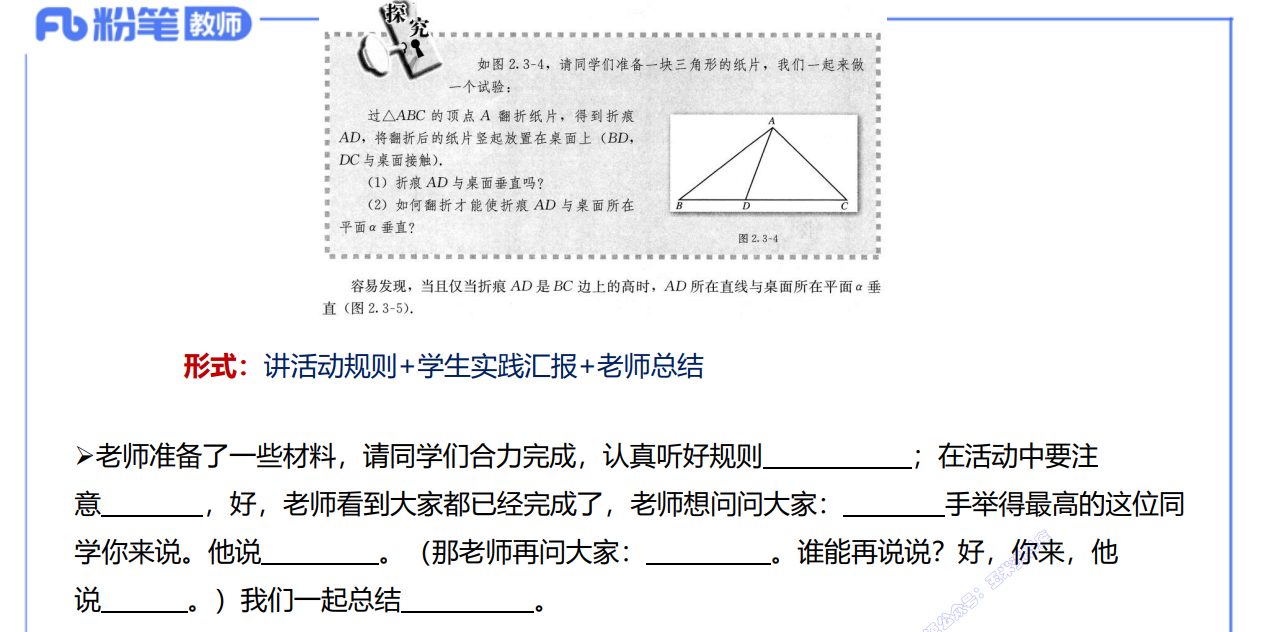 粉笔教师
探究
如图2.3-4，请同学们准备一块三角形的纸片，我们一起来做
一个试验：
过△ABC 的顶点 A 翻折纸片，得到折痕
AD，将翻折后的纸片竖起放置在桌面上（BD，
DC 与桌面接触）．
（1）折痕 AD 与桌面垂直吗？
（2）如何翻折才能使折痕 AD 与桌面所在
平面 α 垂直？
A
B
D
C
图 2.3-4
容易发现，当且仅当折痕 AD 是 BC 边上的高时，AD 所在直线与桌面所在平面 α 垂
直（图 2.3-5）．
形式：讲活动规则+学生实践汇报+老师总结
➢老师准备了一些材料，请同学们合力完成，认真听好规则___________；在活动中要注
意_______，好，老师看到大家都已经完成了，老师想问问大家：_______手举得最高的这位同
学你来说。他说________。（那老师再问大家：_________。谁能再说说？好，你来，他
说______。）我们一起总结_________。